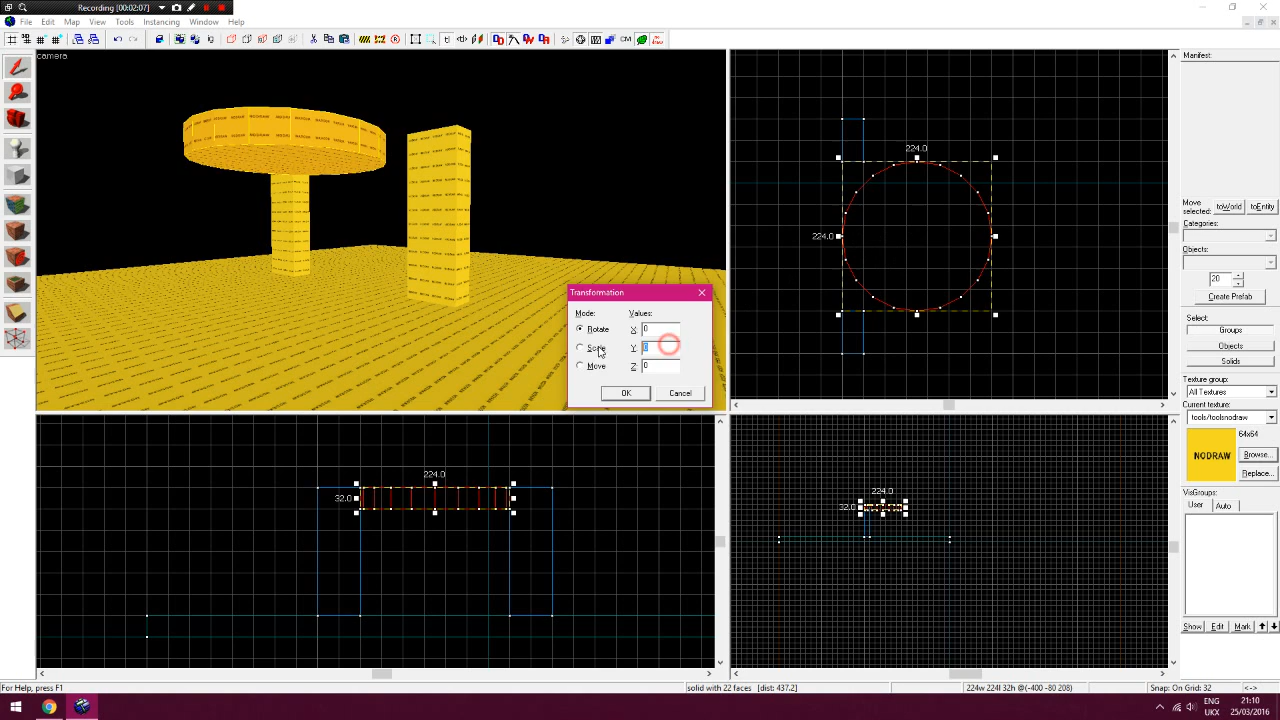 Recording [00:02:07]
File Edit Map View Tools Instancing Window Help
CM
camera
224.0
224.0
Transformation
Mode: Values:
Rotate X: 0
Scale Y: 0
Move Z: 0
OK Cancel
224.0
32.0
224.0
32.0
Manifest:
Move selected: toWorld toEntity
Categories:
Objects:
20
Create Prefab
Select:
Groups
Objects
Solids
Texture group:
All Textures
Current texture:
tools/toolsnodraw
64x64
NODRAW
Browse...
Replace...
VisGroups:
User Auto
Show Edit Mark
For Help, press F1
solid with 22 faces [dist: 437.2]
224w 224l 32h @(-400 -80 208)
Snap: On Grid: 32
<->
ENG 21:10
UKX 25/03/2016